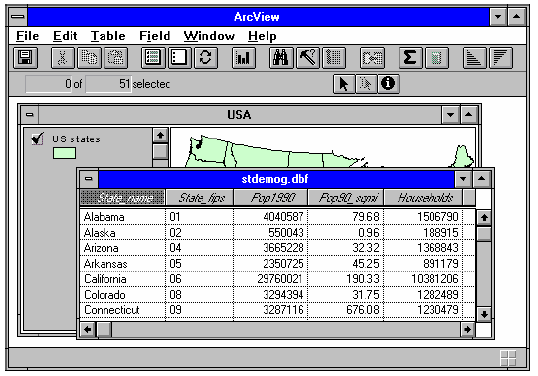 ArcView
File Edit Table Field Window Help
0 of 51 selected
USA
US states
stdemog.dbf
State_name State_fips Pop1990 Pop90_sqmi Households
Alabama 01 4040587 79.68 1506790
Alaska 02 550043 0.96 188915
Arizona 04 3665228 32.32 1368843
Arkansas 05 2350725 45.25 891179
California 06 29760021 190.33 10381206
Colorado 08 3294394 31.75 1282489
Connecticut 09 3287116 676.08 1230479